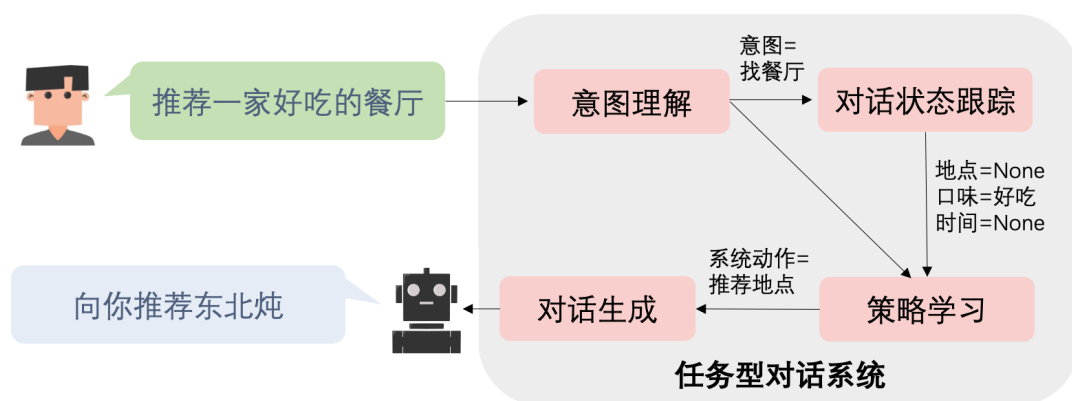 意图=
找餐厅
推荐一家好吃的餐厅
意图理解
对话状态跟踪
地点=None
口味=好吃
时间=None
系统动作=
推荐地点
向你推荐东北炖
对话生成
策略学习
任务型对话系统